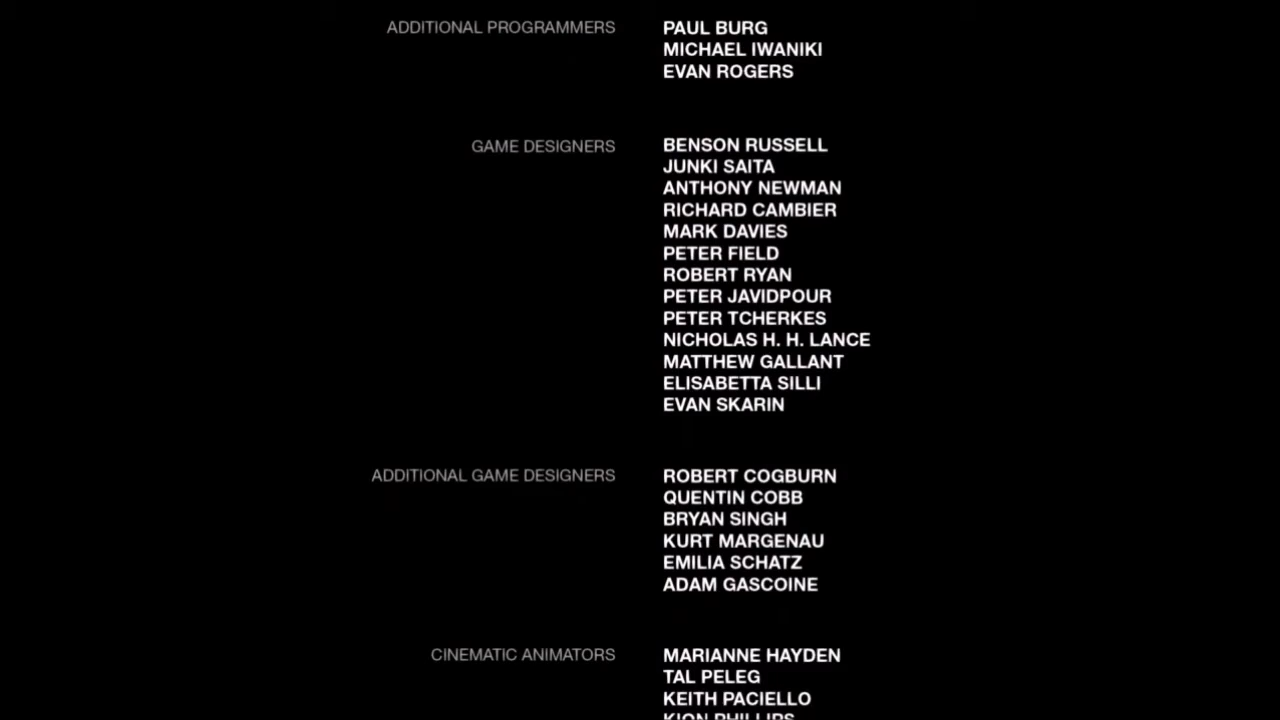 ADDITIONAL PROGRAMMERS PAUL BURG
MICHAEL IWANIKI
EVAN ROGERS
GAME DESIGNERS BENSON RUSSELL
JUNKI SAITA
ANTHONY NEWMAN
RICHARD CAMBIER
MARK DAVIES
PETER FIELD
ROBERT RYAN
PETER JAVIDPOUR
PETER TCHERKES
NICHOLAS H. H. LANCE
MATTHEW GALLANT
ELISABETTA SILLI
EVAN SKARIN
ADDITIONAL GAME DESIGNERS ROBERT COGBURN
QUENTIN COBB
BRYAN SINGH
KURT MARGENAU
EMILIA SCHATZ
ADAM GASCOINE
CINEMATIC ANIMATORS MARIANNE HAYDEN
TAL PELEG
KEITH PACIELLO
KION PHILLIPS